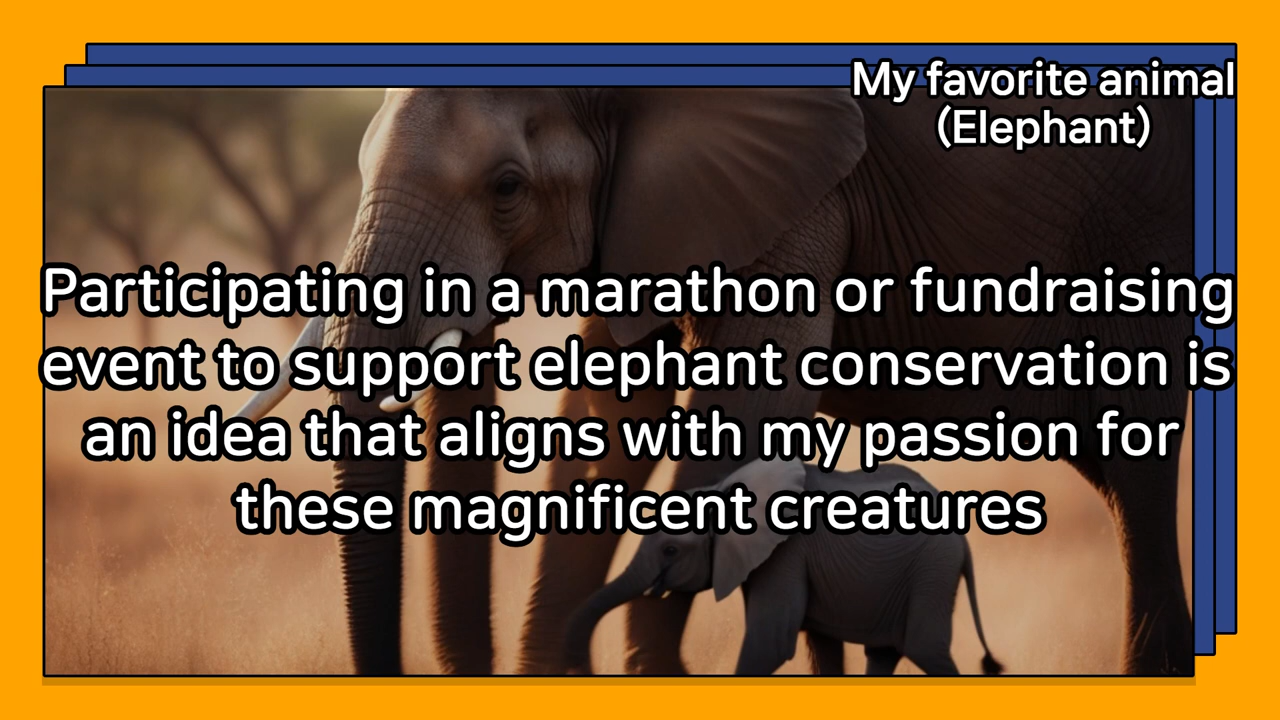 My favorite animal
(Elephant)
Participating in a marathon or fundraising
event to support elephant conservation is
an idea that aligns with my passion for
these magnificent creatures